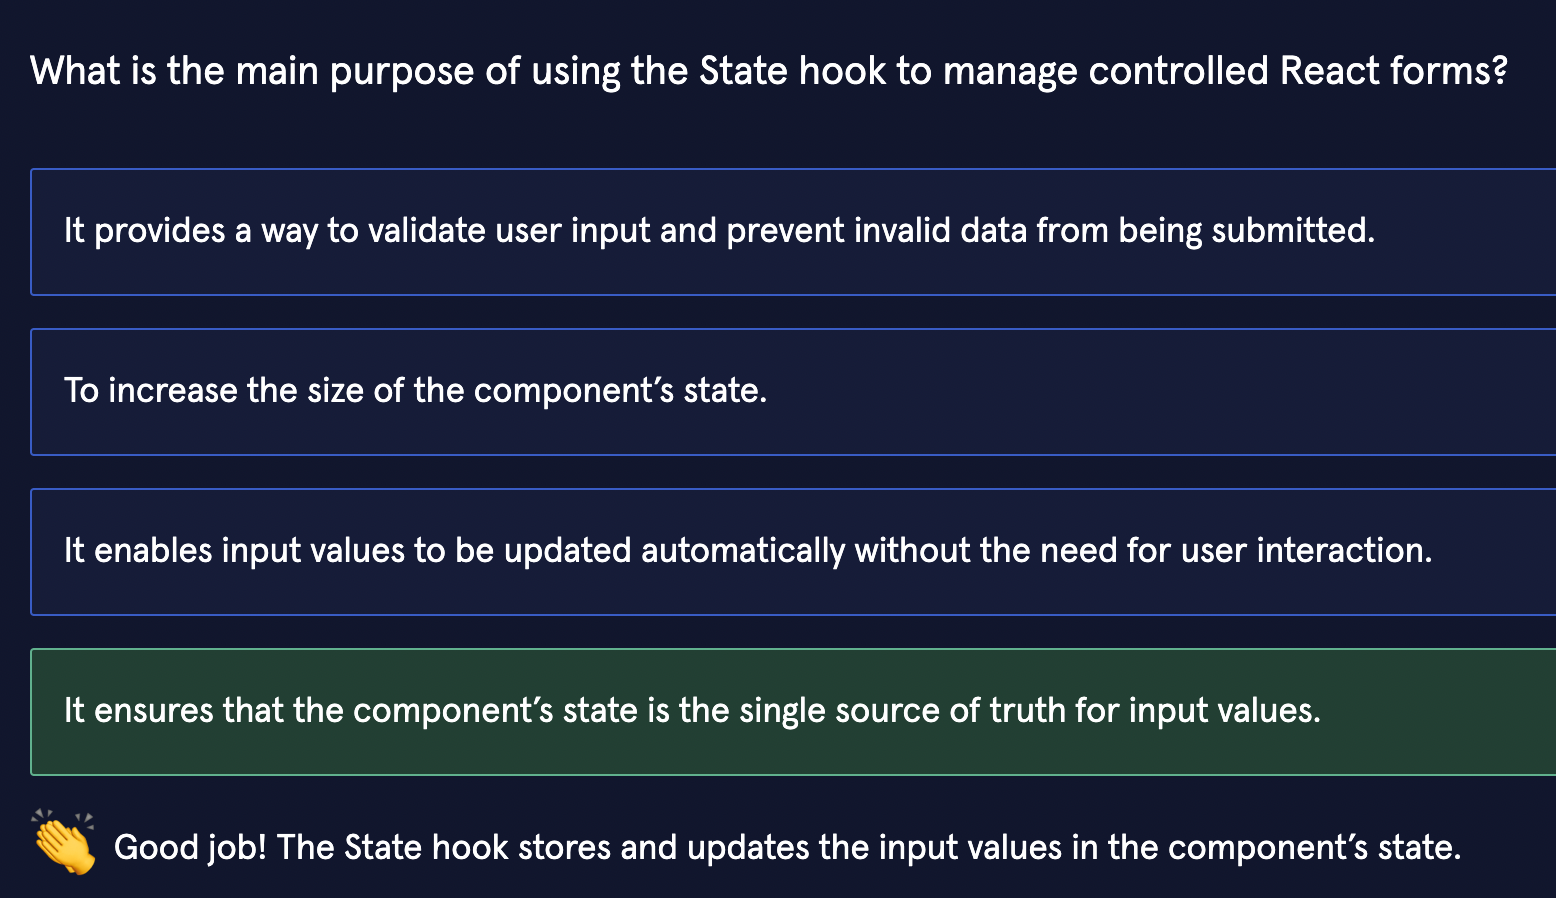 What is the main purpose of using the State hook to manage controlled React forms?
It provides a way to validate user input and prevent invalid data from being submitted.
To increase the size of the component’s state.
It enables input values to be updated automatically without the need for user interaction.
It ensures that the component’s state is the single source of truth for input values.
Good job! The State hook stores and updates the input values in the component’s state.